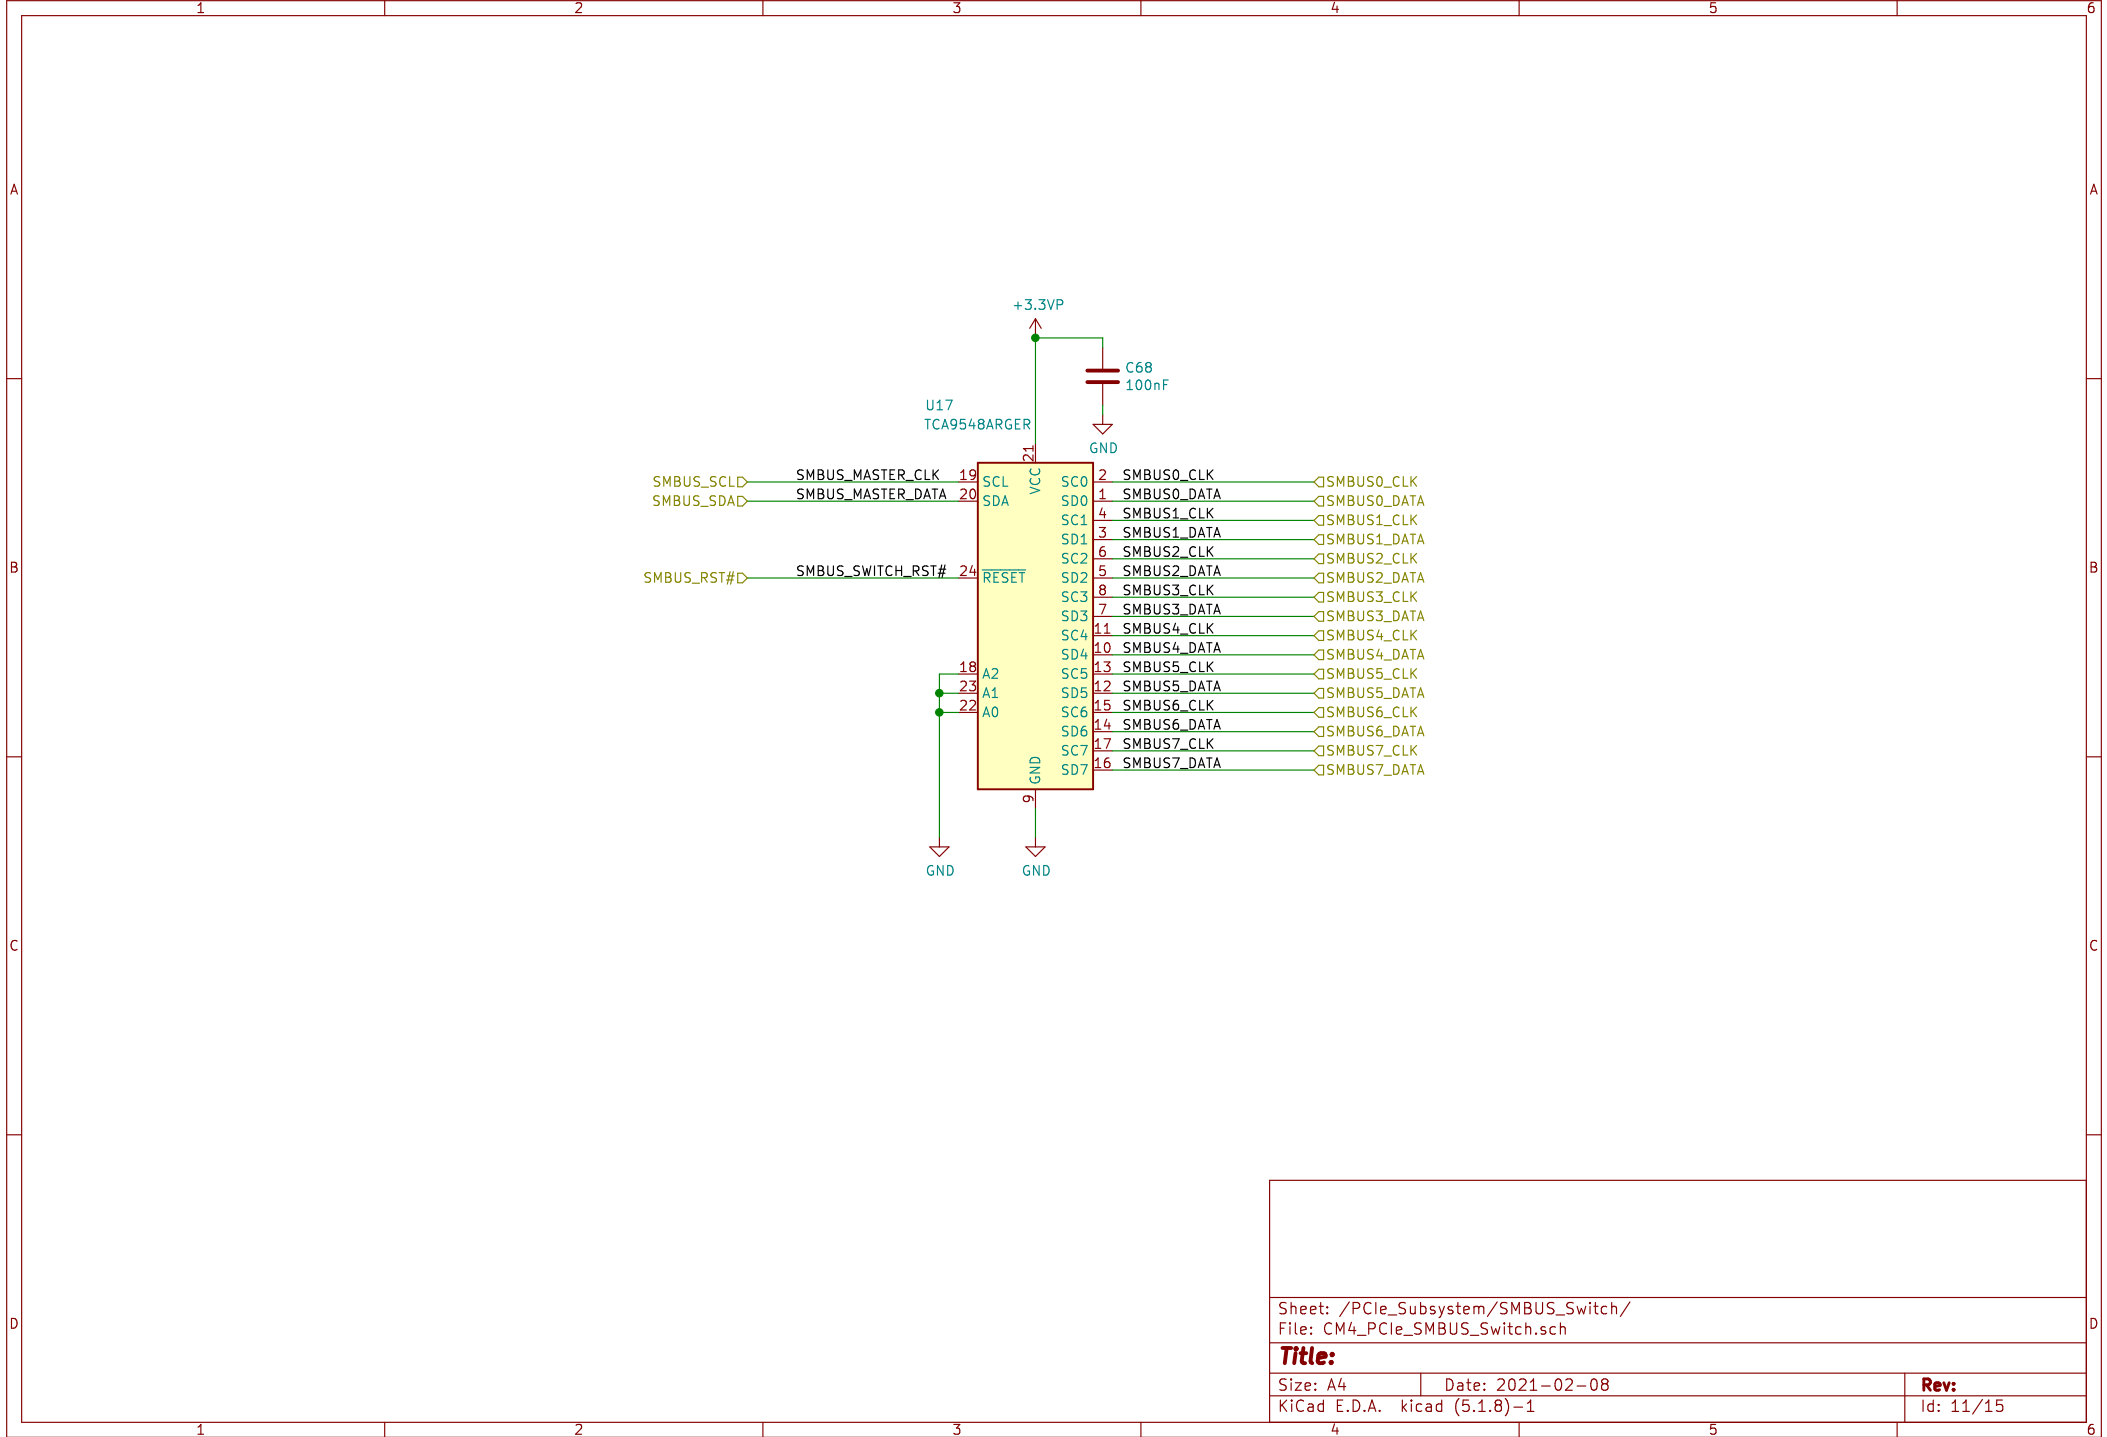 1 2 3 4 5 6
A A
B B
C C
D D
+3.3VP
C68
100nF
GND
U17
TCA9548ARGER
21
VCC
SMBUS_SCL SMBUS_MASTER_CLK 19 SCL SC0 2 SMBUS0_CLK SMBUS0_CLK
SMBUS_SDA SMBUS_MASTER_DATA 20 SDA SD0 1 SMBUS0_DATA SMBUS0_DATA
SC1 4 SMBUS1_CLK SMBUS1_CLK
SD1 3 SMBUS1_DATA SMBUS1_DATA
SC2 6 SMBUS2_CLK SMBUS2_CLK
SMBUS_RST# SMBUS_SWITCH_RST# 24 RESET SD2 5 SMBUS2_DATA SMBUS2_DATA
SC3 8 SMBUS3_CLK SMBUS3_CLK
SD3 7 SMBUS3_DATA SMBUS3_DATA
SC4 11 SMBUS4_CLK SMBUS4_CLK
SD4 10 SMBUS4_DATA SMBUS4_DATA
18 A2 SC5 13 SMBUS5_CLK SMBUS5_CLK
23 A1 SD5 12 SMBUS5_DATA SMBUS5_DATA
22 A0 SC6 15 SMBUS6_CLK SMBUS6_CLK
SD6 14 SMBUS6_DATA SMBUS6_DATA
SC7 17 SMBUS7_CLK SMBUS7_CLK
SD7 16 SMBUS7_DATA SMBUS7_DATA
GND
9
GND GND
Sheet: /PCIe_Subsystem/SMBUS_Switch/
File: CM4_PCIe_SMBUS_Switch.sch
Title:
Size: A4 Date: 2021-02-08 Rev:
KiCad E.D.A. kicad (5.1.8)-1 Id: 11/15
1 2 3 4 5 6